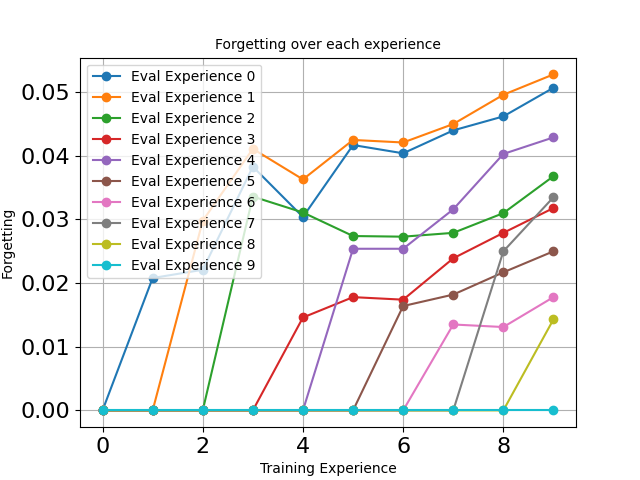 Forgetting over each experience
Eval Experience 0
Eval Experience 1
Eval Experience 2
Eval Experience 3
Eval Experience 4
Eval Experience 5
Eval Experience 6
Eval Experience 7
Eval Experience 8
Eval Experience 9
0.05
0.04
0.03
0.02
0.01
0.00
Forgetting
0 2 4 6 8
Training Experience